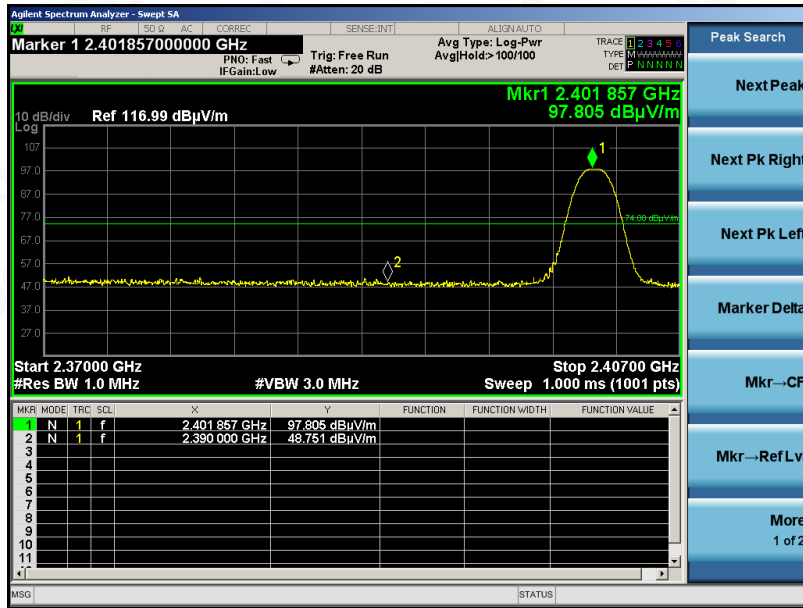 Agilent Spectrum Analyzer - Swept SA
LXI RF 50 Ω AC CORREC SENSE:INT ALIGN AUTO
Marker 1 2.401857000000 GHz
PNO: Fast
IFGain:Low
Trig: Free Run
#Atten: 20 dB
Avg Type: Log-Pwr
Avg|Hold:>100/100
TRACE 1 2 3 4 5 6
TYPE M WWWWW
DET P N N N N N
Mkr1 2.401 857 GHz
97.805 dBµV/m
10 dB/div Ref 116.99 dBµV/m
Log
107
97.0
87.0
77.0
67.0
57.0
47.0
37.0
27.0
1
74.00 dBµV/m
2
Start 2.37000 GHz Stop 2.40700 GHz
#Res BW 1.0 MHz #VBW 3.0 MHz Sweep 1.000 ms (1001 pts)
MKR MODE TRC SCL X Y FUNCTION FUNCTION WIDTH FUNCTION VALUE
1 N 1 f 2.401 857 GHz 97.805 dBµV/m
2 N 1 f 2.390 000 GHz 48.751 dBµV/m
3
4
5
6
7
8
9
10
11
MSG STATUS
Peak Search
Next Peak
Next Pk Right
Next Pk Left
Marker Delta
Mkr→CF
Mkr→Ref Lv
More
1 of 2